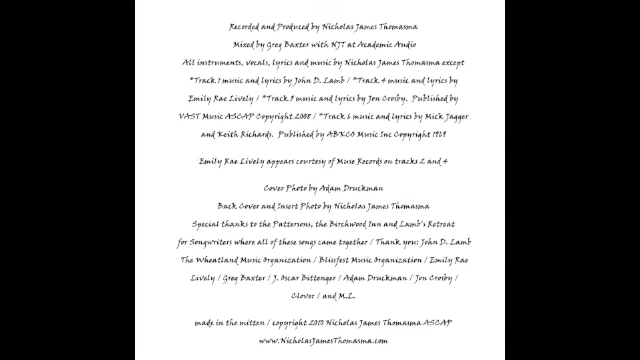 Recorded and Produced by Nicholas James Thomasma
Mixed by Greg Baxter with NJT at Academic Audio
All instruments, vocals, lyrics and music by Nicholas James Thomasma except
*Track 1 music and lyrics by John D. Lamb / *Track 4 music and lyrics by
Emily Rae Lively / *Track 5 music and lyrics by Jon Crosby. Published by
VAST Music ASCAP Copyright 2008 / *Track 6 music and lyrics by Mick Jagger
and Keith Richards. Published by ABKCO Music Inc Copyright 1969
Emily Rae Lively appears courtesy of Muse Records on tracks 2 and 4
Cover Photo by Adam Druckman
Back Cover and Insert Photo by Nicholas James Thomasma
Special thanks to the Pattersons, the Birchwood Inn and Lamb's Retreat
for Songwriters where all of these songs came together / Thank you: John D. Lamb
The Wheatland Music Organization / Blissfest Music Organization / Emily Rae
Lively / Greg Baxter / J. Oscar Bittenger / Adam Druckman / Jon Crosby /
Clover / and M.L.
made in the mitten / copyright 2013 Nicholas James Thomasma ASCAP
www.NicholasJamesThomasma.com